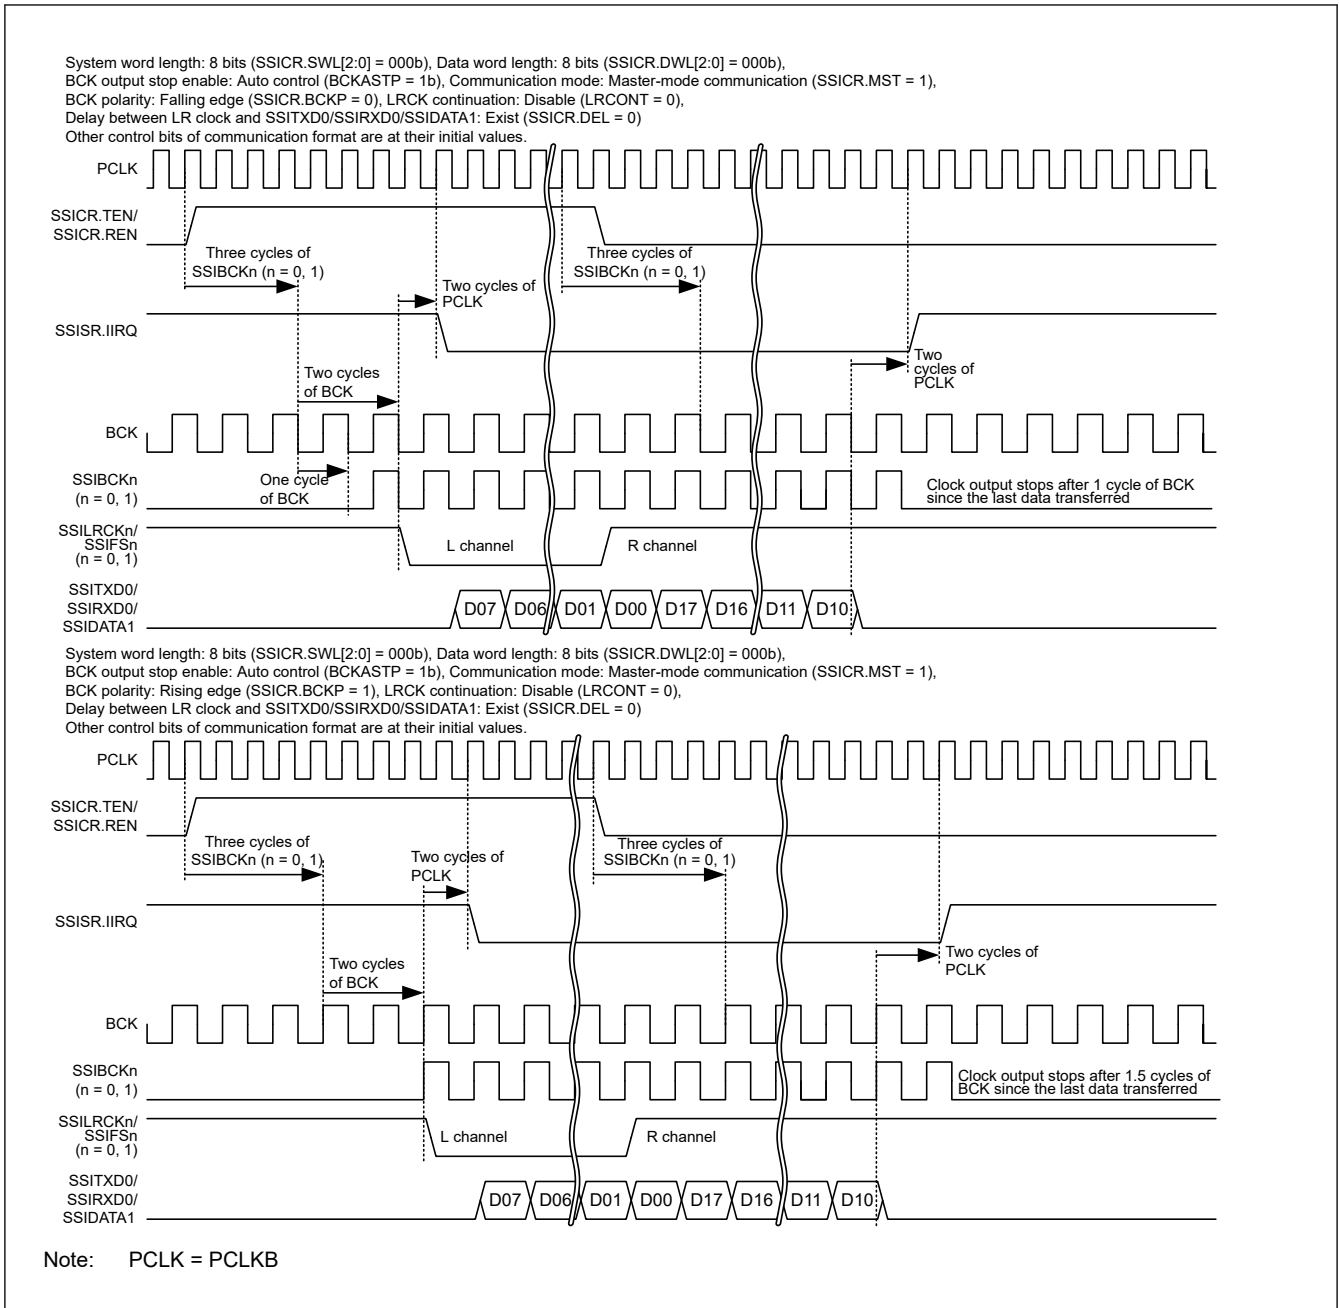 System word length: 8 bits (SSICR.SWL[2:0] = 000b), Data word length: 8 bits (SSICR.DWL[2:0] = 000b),
BCK output stop enable: Auto control (BCKASTP = 1b), Communication mode: Master-mode communication (SSICR.MST = 1),
BCK polarity: Falling edge (SSICR.BCKP = 0), LRCK continuation: Disable (LRCONT = 0),
Delay between LR clock and SSITXD0/SSIRXD0/SSIDATA1: Exist (SSICR.DEL = 0)
Other control bits of communication format are at their initial values.
PCLK
SSICR.TEN/
SSICR.REN
Three cycles of
SSIBCKn (n = 0, 1)
Three cycles of
SSIBCKn (n = 0, 1)
Two cycles of
PCLK
SSISR.IIRQ
Two
cycles of
PCLK
Two cycles
of BCK
BCK
One cycle
of BCK
SSIBCKn
(n = 0, 1)
Clock output stops after 1 cycle of BCK
since the last data transferred
SSILRCKn/
SSIFSn
(n = 0, 1)
L channel
R channel
SSITXD0/
SSIRXD0/
SSIDATA1
D07 D06 D01 D00 D17 D16 D11 D10
System word length: 8 bits (SSICR.SWL[2:0] = 000b), Data word length: 8 bits (SSICR.DWL[2:0] = 000b),
BCK output stop enable: Auto control (BCKASTP = 1b), Communication mode: Master-mode communication (SSICR.MST = 1),
BCK polarity: Rising edge (SSICR.BCKP = 1), LRCK continuation: Disable (LRCONT = 0),
Delay between LR clock and SSITXD0/SSIRXD0/SSIDATA1: Exist (SSICR.DEL = 0)
Other control bits of communication format are at their initial values.
PCLK
SSICR.TEN/
SSICR.REN
Three cycles of
SSIBCKn (n = 0, 1)
Two cycles of
PCLK
Three cycles of
SSIBCKn (n = 0, 1)
SSISR.IIRQ
Two cycles of
PCLK
Two cycles
of BCK
BCK
SSIBCKn
(n = 0, 1)
Clock output stops after 1.5 cycles of
BCK since the last data transferred
SSILRCKn/
SSIFSn
(n = 0, 1)
L channel
R channel
SSITXD0/
SSIRXD0/
SSIDATA1
D07 D06 D01 D00 D17 D16 D11 D10
Note: PCLK = PCLKB